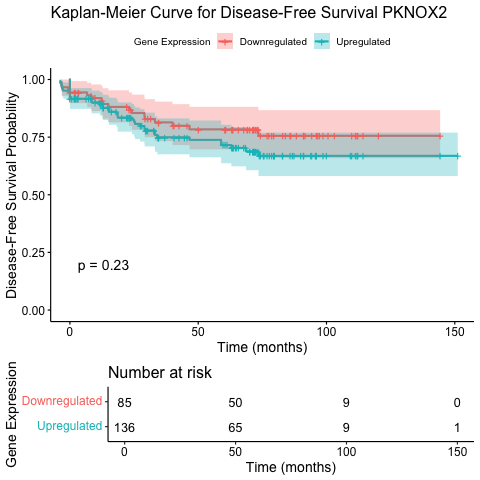 Kaplan-Meier Curve for Disease-Free Survival PKNOX2
Gene Expression Downregulated Upregulated
Disease-Free Survival Probability
1.00
0.75
0.50
0.25
0.00
p = 0.23
0 50 100 150
Time (months)
Number at risk
Gene Expression
Downregulated 85 50 9 0
Upregulated 136 65 9 1
0 50 100 150
Time (months)